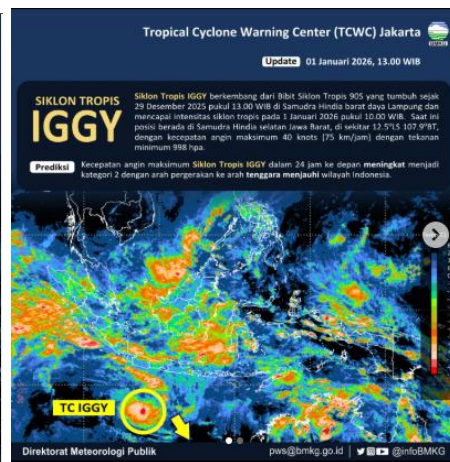 Tropical Cyclone Warning Center (TCWC) Jakarta
BMKG
Update 01 Januari 2026, 13.00 WIB
SIKLON TROPIS
IGGY
Siklon Tropis IGGY berkembang dari Bibit Siklon Tropis 90S yang tumbuh sejak
29 Desember 2025 pukul 13.00 WIB di Samudra Hindia barat daya Lampung dan
mencapai intensitas siklon tropis pada 1 Januari 2026 pukul 10.00 WIB. Saat ini
posisi berada di Samudra Hindia selatan Jawa Barat, di sekitar 12.5°LS 107.9°BT,
dengan kecepatan angin maksimum 40 knots (75 km/jam) dengan tekanan
minimum 998 hpa.
Prediksi
Kecepatan angin maksimum Siklon Tropis IGGY dalam 24 jam ke depan meningkat menjadi
kategori 2 dengan arah pergerakan ke arah tenggara menjauhi wilayah Indonesia.
TC IGGY
Direktorat Meteorologi Publik
pws@bmkg.go.id | @infoBMKG